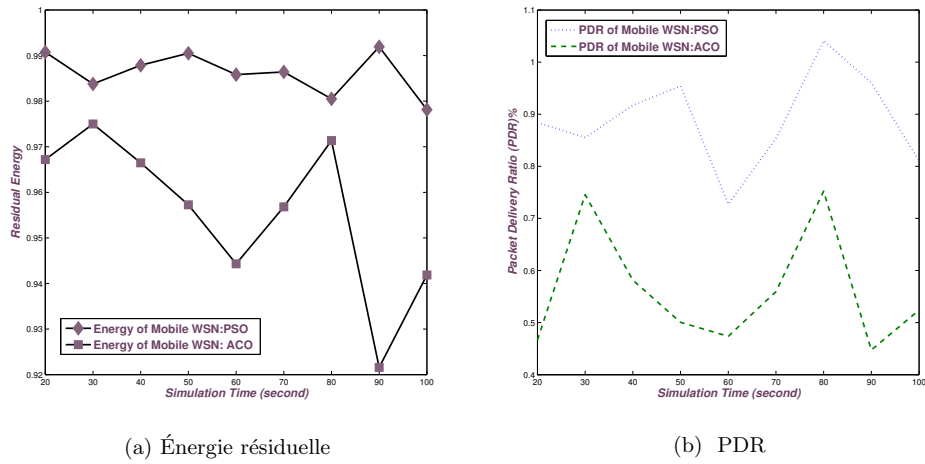 1
0.99
0.98
0.97
0.96
0.95
0.94
0.93
0.92
20 30 40 50 60 70 80 90 100
Residual Energy
Simulation Time (second)
Energy of Mobile WSN:PSO
Energy of Mobile WSN: ACO
(a) Énergie résiduelle
1.1
1
0.9
0.8
0.7
0.6
0.5
0.4
20 30 40 50 60 70 80 90 100
Packet Delivery Ratio (PDR)%
Simulation Time (second)
PDR of Mobile WSN:PSO
PDR of Mobile WSN:ACO
(b) PDR